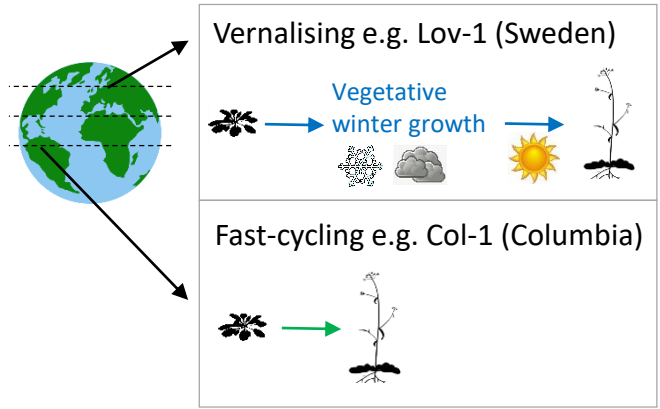 Vernalising e.g. Lov-1 (Sweden)
Vegetative
winter growth
Fast-cycling e.g. Col-1 (Columbia)